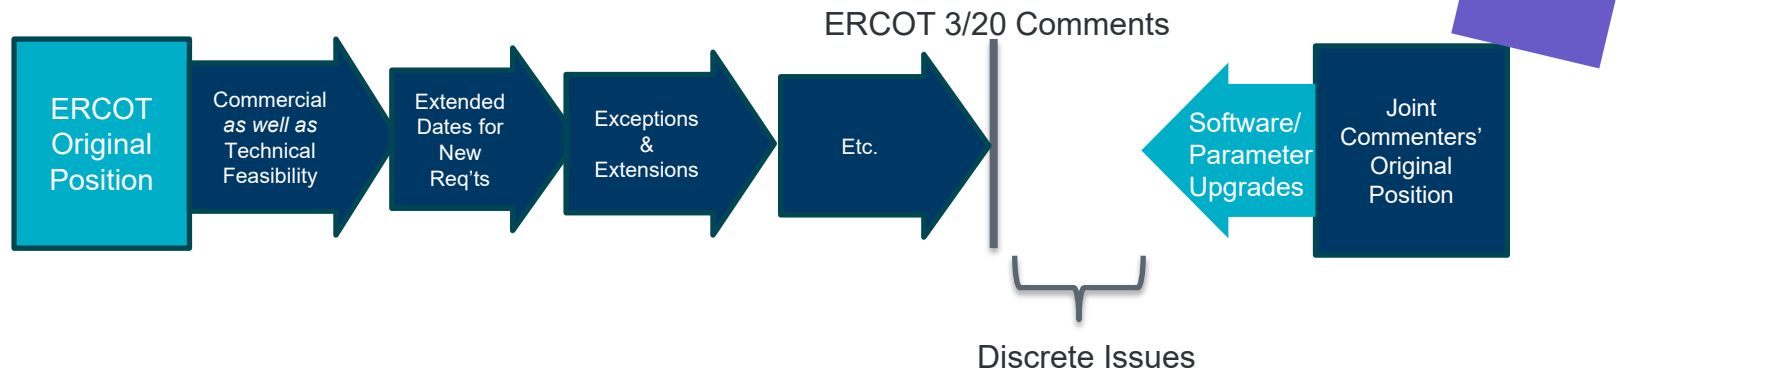 ERCOT 3/20 Comments
ERCOT
Original
Position
Commercial
as well as
Technical
Feasibility
Extended
Dates for
New
Req'ts
Exceptions
&
Extensions
Etc.
Software/
Parameter
Upgrades
Joint
Commenters'
Original
Position
Discrete Issues